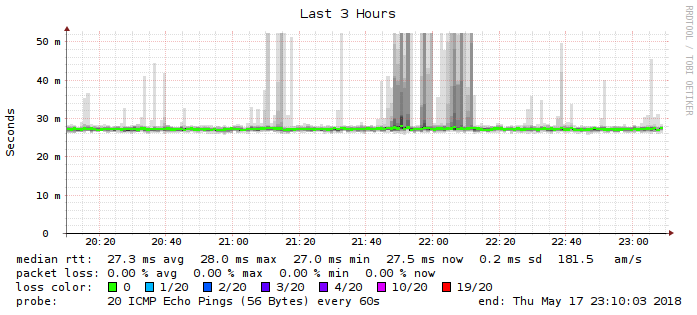 Last 3 Hours
RRDTOOL / TOBI OETIKER
Seconds
50 m
40 m
30 m
20 m
10 m
0
20:20 20:40 21:00 21:20 21:40 22:00 22:20 22:40 23:00
median rtt: 27.3 ms avg 28.0 ms max 27.0 ms min 27.5 ms now 0.2 ms sd 181.5 am/s
packet loss: 0.00 % avg 0.00 % max 0.00 % min 0.00 % now
loss color: 0 1/20 2/20 3/20 4/20 10/20 19/20
probe: 20 ICMP Echo Pings (56 Bytes) every 60s end: Thu May 17 23:10:03 2018